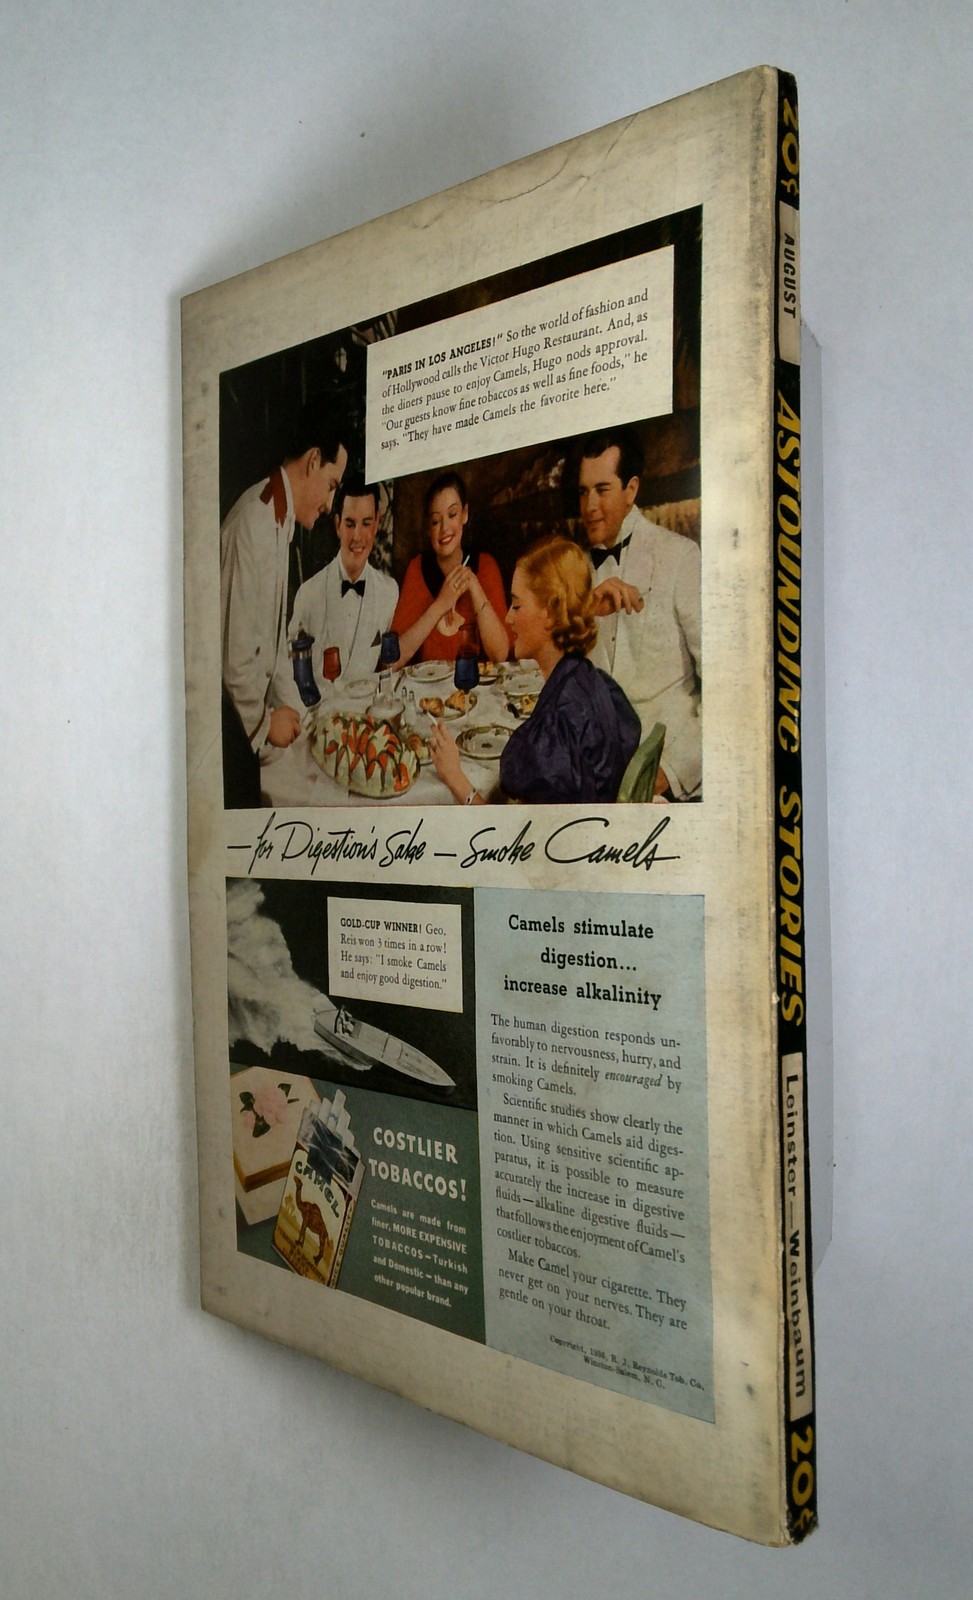 "PARIS IN LOS ANGELES!" So the world of fashion and
of Hollywood calls the Victor Hugo Restaurant. And, as
the diners pause to enjoy Camels, Hugo nods approval.
"Our guests know fine tobaccos as well as fine foods," he
says. "They have made Camels the favorite here."
—for Digestion's Sake — Smoke Camels
GOLD-CUP WINNER! Geo.
Reis won 3 times in a row!
He says: "I smoke Camels
and enjoy good digestion."
CAMEL
COSTLIER
TOBACCOS!
Camels are made from
finer, MORE EXPENSIVE
TOBACCOS—Turkish
and Domestic—than any
other popular brand.
Camels stimulate
digestion...
increase alkalinity
The human digestion responds un-
favorably to nervousness, hurry, and
strain. It is definitely encouraged by
smoking Camels.
Scientific studies show clearly the
manner in which Camels aid diges-
tion. Using sensitive scientific ap-
paratus, it is possible to measure
accurately the increase in digestive
fluids—alkaline digestive fluids—
that follows the enjoyment of Camel's
costlier tobaccos.
Make Camel your cigarette. They
never get on your nerves. They are
gentle on your throat.
Copyright, 1936, R. J. Reynolds Tob. Co.,
Winston-Salem, N. C.
20¢
AUGUST
ASTOUNDING STORIES
Leinster—Weinbaum
20¢